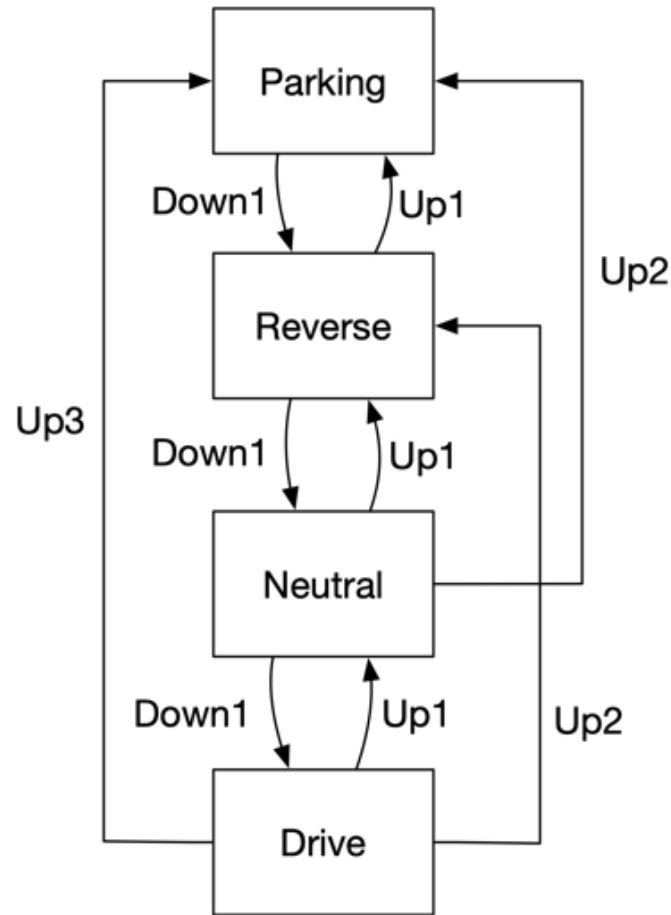 Parking
Down1
Up1
Up2
Reverse
Up3
Down1
Up1
Neutral
Down1
Up1
Up2
Drive